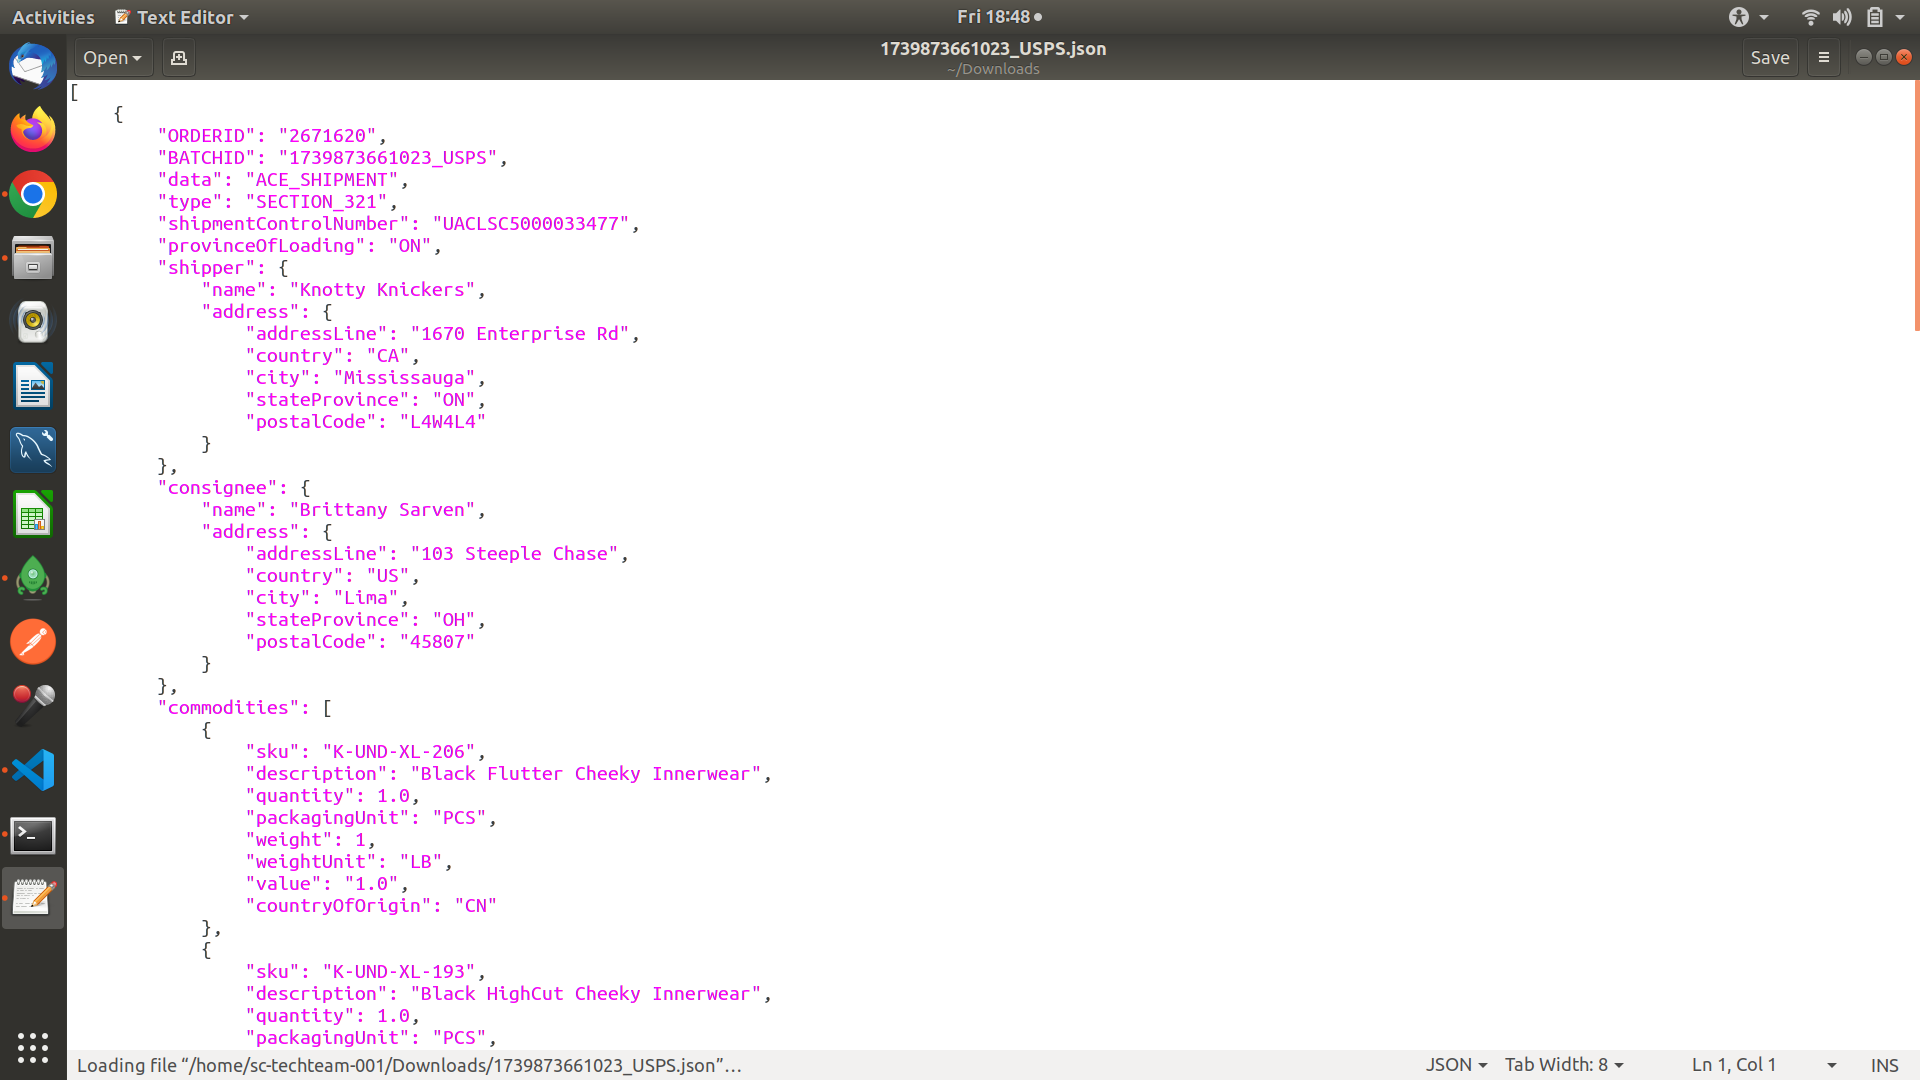 Activities Text Editor Fri 18:48
Open 1739873661023_USPS.json Save
~/Downloads
[
    {
        "ORDERID": "2671620",
        "BATCHID": "1739873661023_USPS",
        "data": "ACE_SHIPMENT",
        "type": "SECTION_321",
        "shipmentControlNumber": "UACLSC5000033477",
        "provinceOfLoading": "ON",
        "shipper": {
            "name": "Knotty Knickers",
            "address": {
                "addressLine": "1670 Enterprise Rd",
                "country": "CA",
                "city": "Mississauga",
                "stateProvince": "ON",
                "postalCode": "L4W4L4"
            }
        },
        "consignee": {
            "name": "Brittany Sarven",
            "address": {
                "addressLine": "103 Steeple Chase",
                "country": "US",
                "city": "Lima",
                "stateProvince": "OH",
                "postalCode": "45807"
            }
        },
        "commodities": [
            {
                "sku": "K-UND-XL-206",
                "description": "Black Flutter Cheeky Innerwear",
                "quantity": 1.0,
                "packagingUnit": "PCS",
                "weight": 1,
                "weightUnit": "LB",
                "value": "1.0",
                "countryOfOrigin": "CN"
            },
            {
                "sku": "K-UND-XL-193",
                "description": "Black HighCut Cheeky Innerwear",
                "quantity": 1.0,
                "packagingUnit": "PCS",
Loading file “/home/sc-techteam-001/Downloads/1739873661023_USPS.json”… JSON Tab Width: 8 Ln 1, Col 1 INS